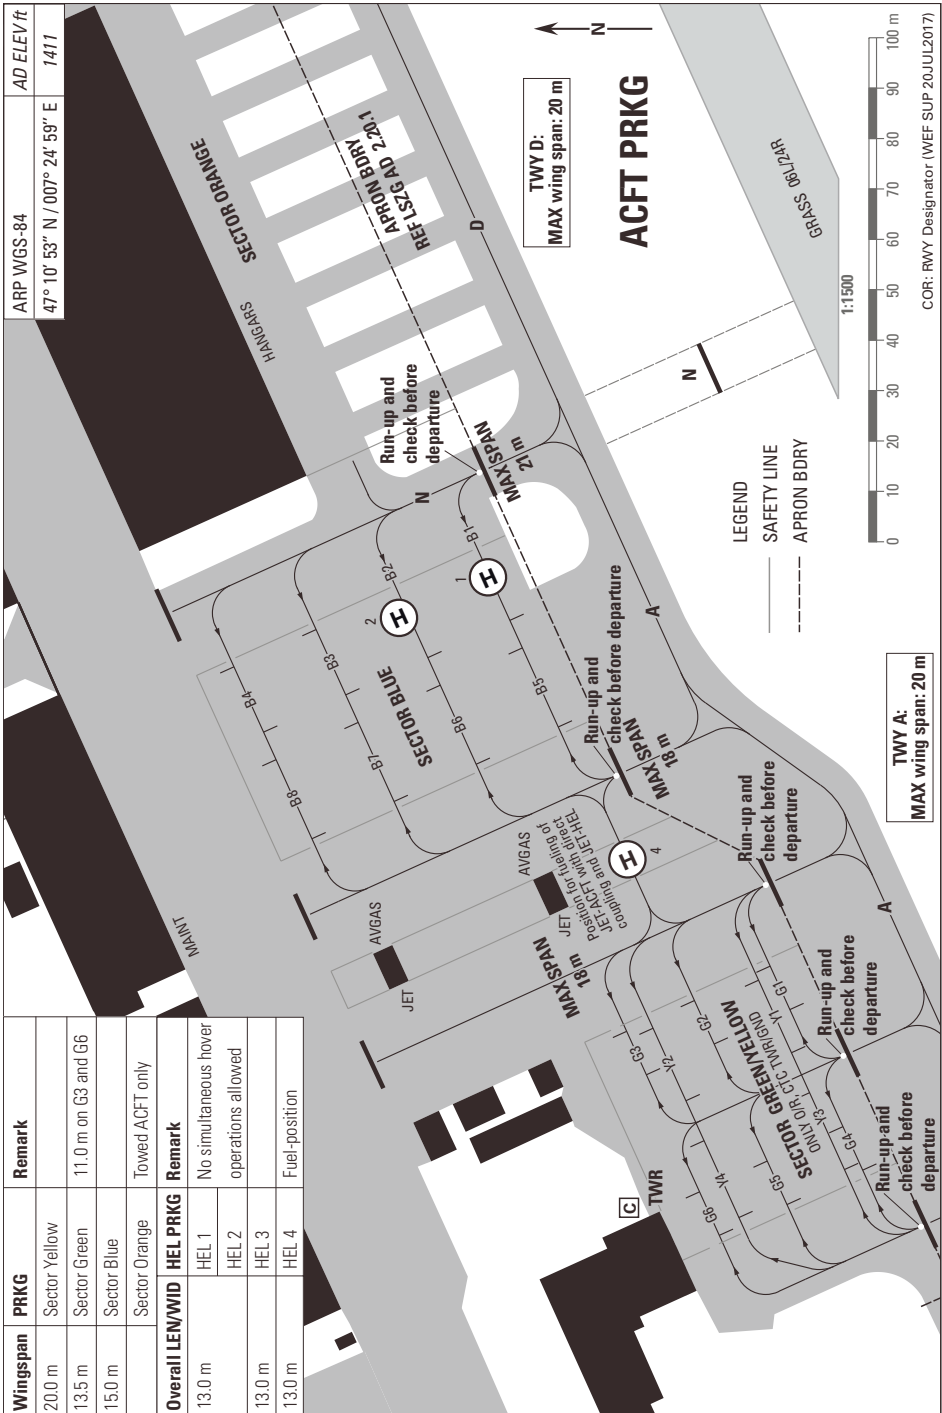 ARP WGS-84
AD ELEV ft
47° 10′ 53″ N / 007° 24′ 59″ E
1411
Wingspan PRKG Remark
20.0 m Sector Yellow
13.5 m Sector Green 11.0 m on G3 and G6
15.0 m Sector Blue
Sector Orange Towed ACFT only
Overall LEN/WID HEL PRKG Remark
13.0 m HEL 1 No simultaneous hover
HEL 2 operations allowed
13.0 m HEL 3
13.0 m HEL 4 Fuel-position
MAINT
HANGARS
SECTOR ORANGE
APRON BDRY
REF LSZG AD 2.20.1
D
N
TWY D:
MAX wing span: 20 m
ACFT PRKG
GRASS 06L/24R
N
Run-up and
check before
departure
MAX SPAN
21 m
N
B1
B2
B3
B4
B5
B6
B7
B8
SECTOR BLUE
H
1
H
2
Run-up and
check before departure
MAX SPAN
18 m
A
AVGAS
JET
AVGAS
JET
Position for fueling of
JET-ACFT with direct
coupling and JET-HEL
H
4
MAX SPAN
18 m
Run-up and
check before
departure
A
TWY A:
MAX wing span: 20 m
Run-up and
check before
departure
Run-up and
check before
departure
C
TWR
G3
Y2
G2
Y1
G1
SECTOR GREEN/YELLOW
ONLY O/R, CTC TWR/GND
G6
Y4
G5
Y3
G4
LEGEND
SAFETY LINE
APRON BDRY
1:1500
0 10 20 30 40 50 60 70 80 90 100 m
COR: RWY Designator (WEF SUP 20JUL2017)